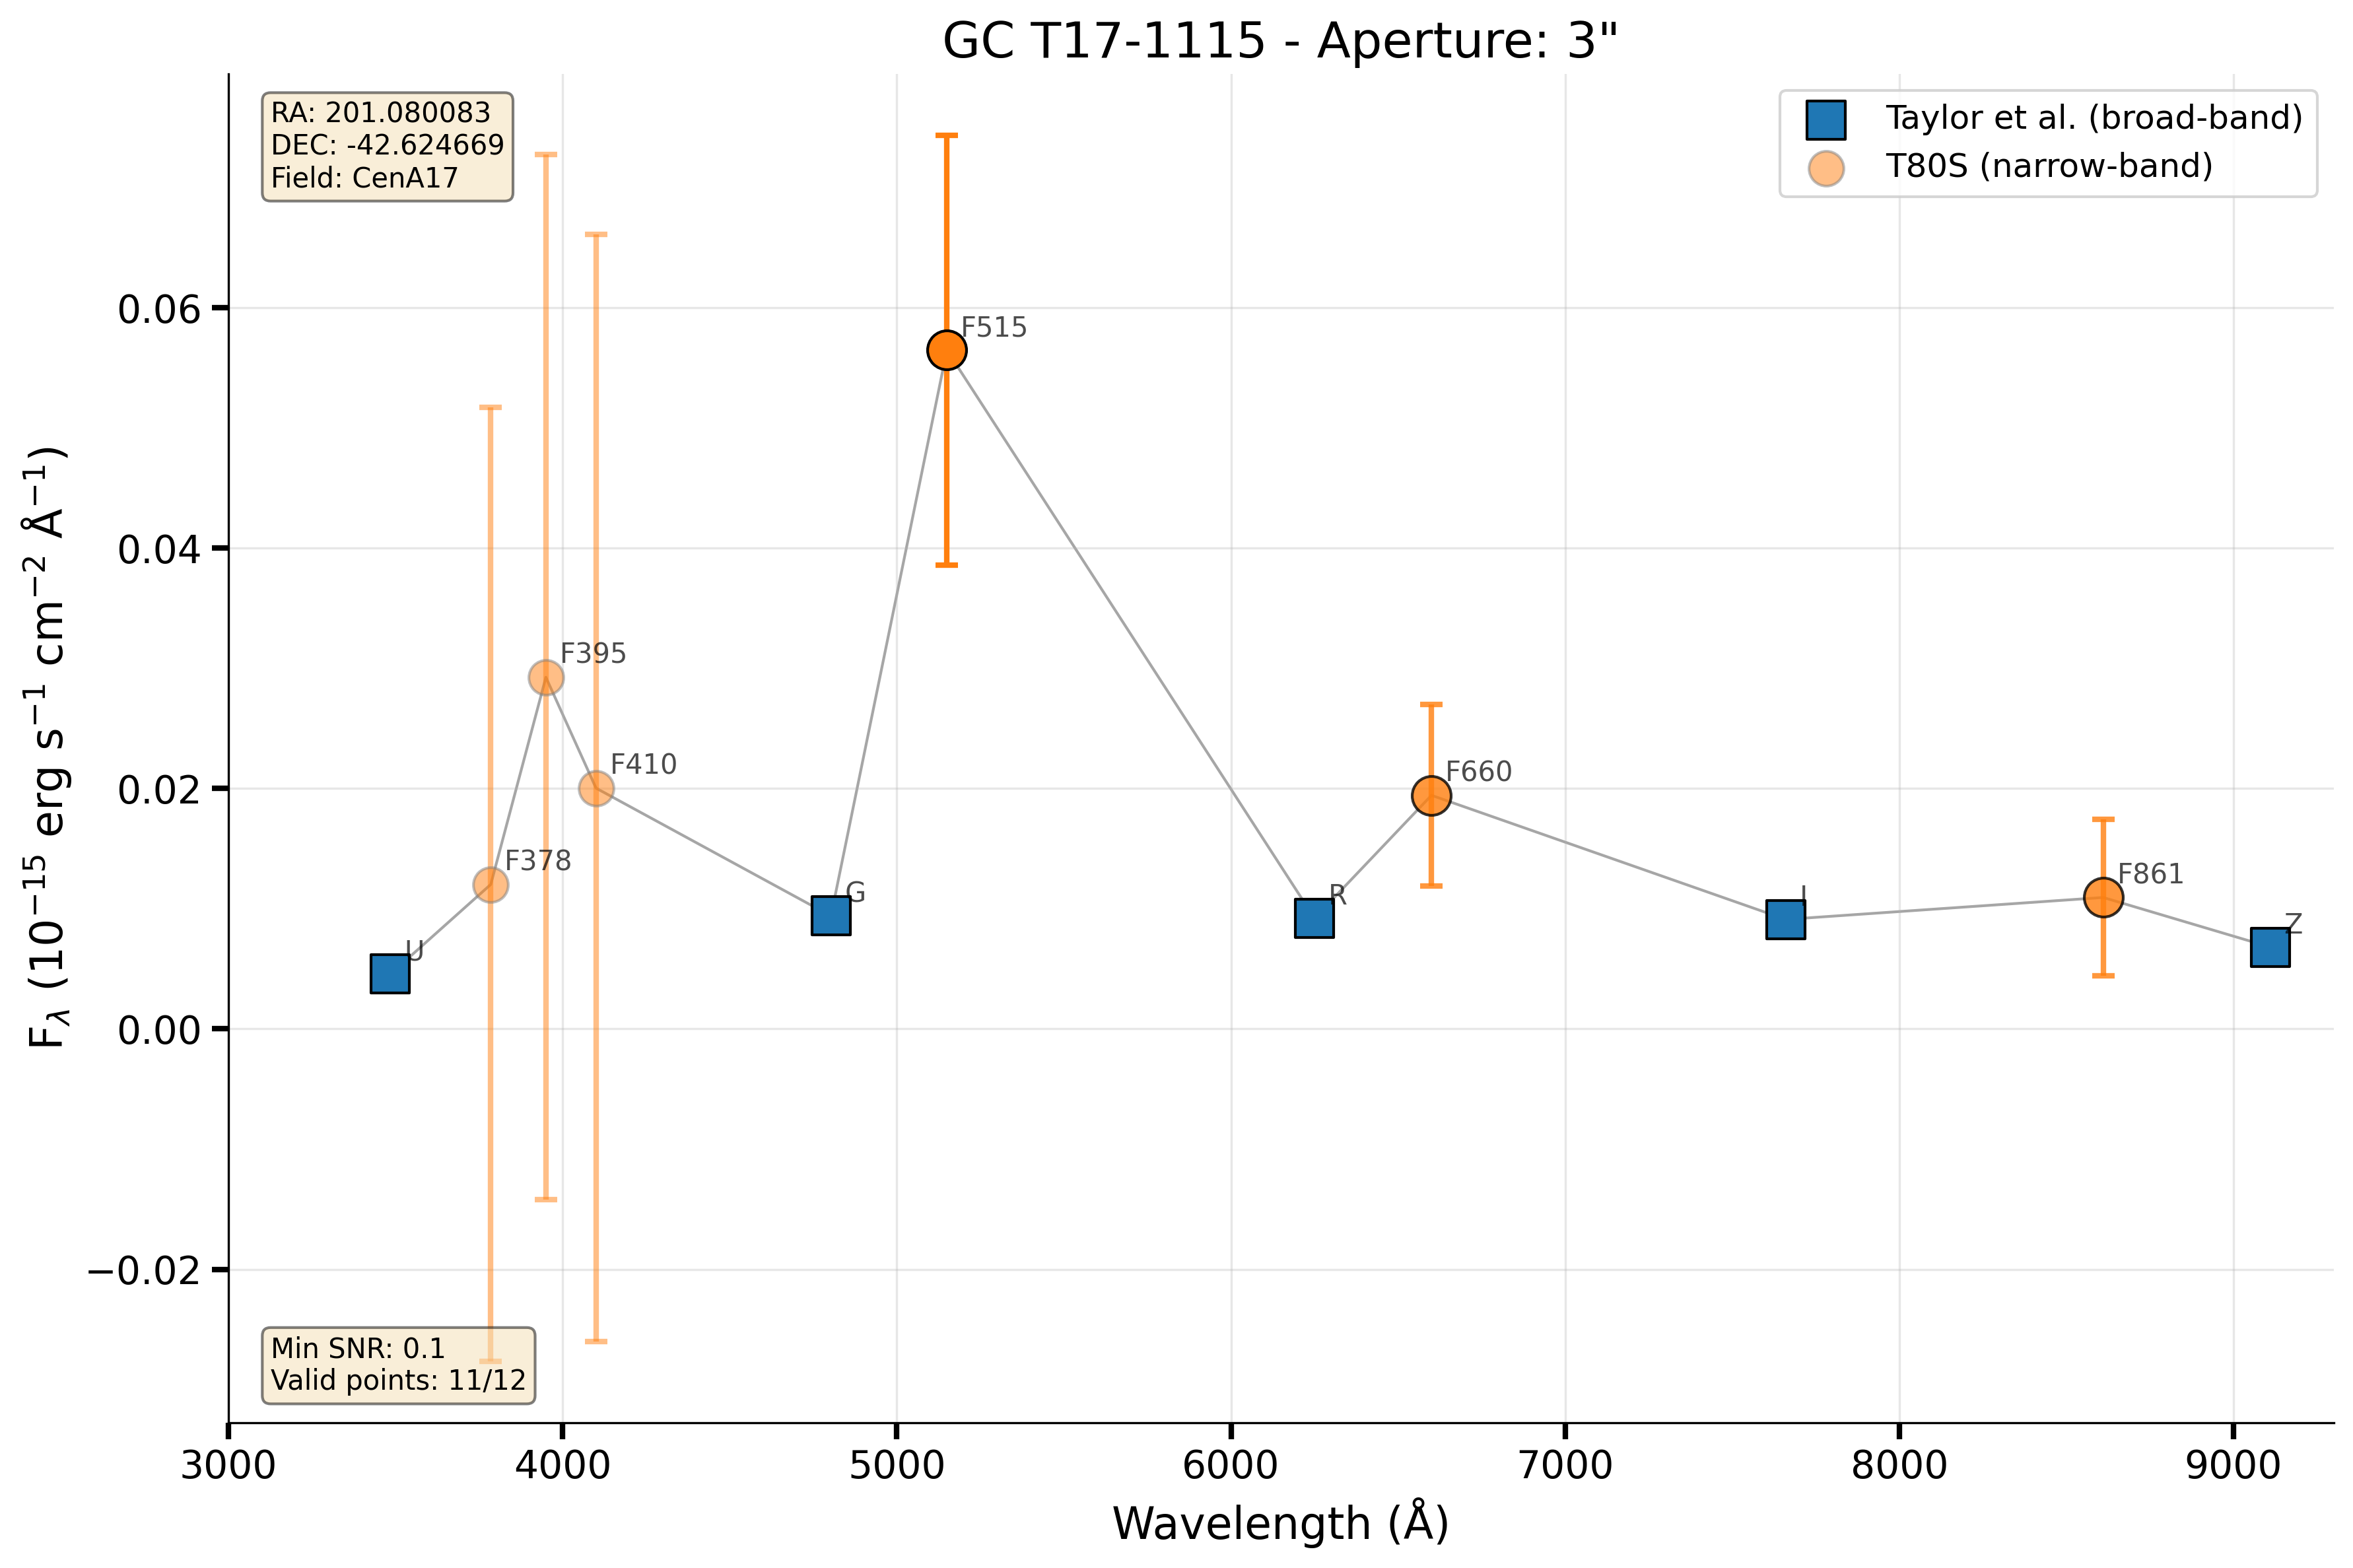 GC T17-1115 - Aperture: 3"
RA: 201.080083
DEC: -42.624669
Field: CenA17
Taylor et al. (broad-band)
T80S (narrow-band)
F515
F395
F410
F378
F660
F861
U
G
R
I
Z
0.06
0.04
0.02
0.00
−0.02
F_λ (10⁻¹⁵ erg s⁻¹ cm⁻² Å⁻¹)
Min SNR: 0.1
Valid points: 11/12
3000 4000 5000 6000 7000 8000 9000
Wavelength (Å)